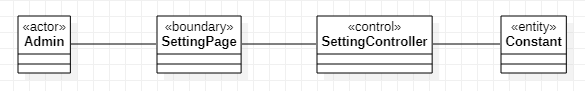 «actor»
Admin
«boundary»
SettingPage
«control»
SettingController
«entity»
Constant